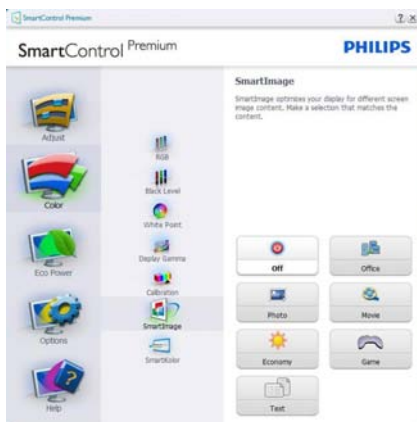 SmartControl Premium
SmartControl Premium
PHILIPS
Adjust
Color
Eco Power
Options
Help
RGB
Black Level
White Point
Display Gamma
Calibration
SmartImage
SmartKolor
SmartImage
SmartImage optimizes your display for different screen
image content. Make a selection that matches the
content.
Off
Office
Photo
Movie
Economy
Game
Text